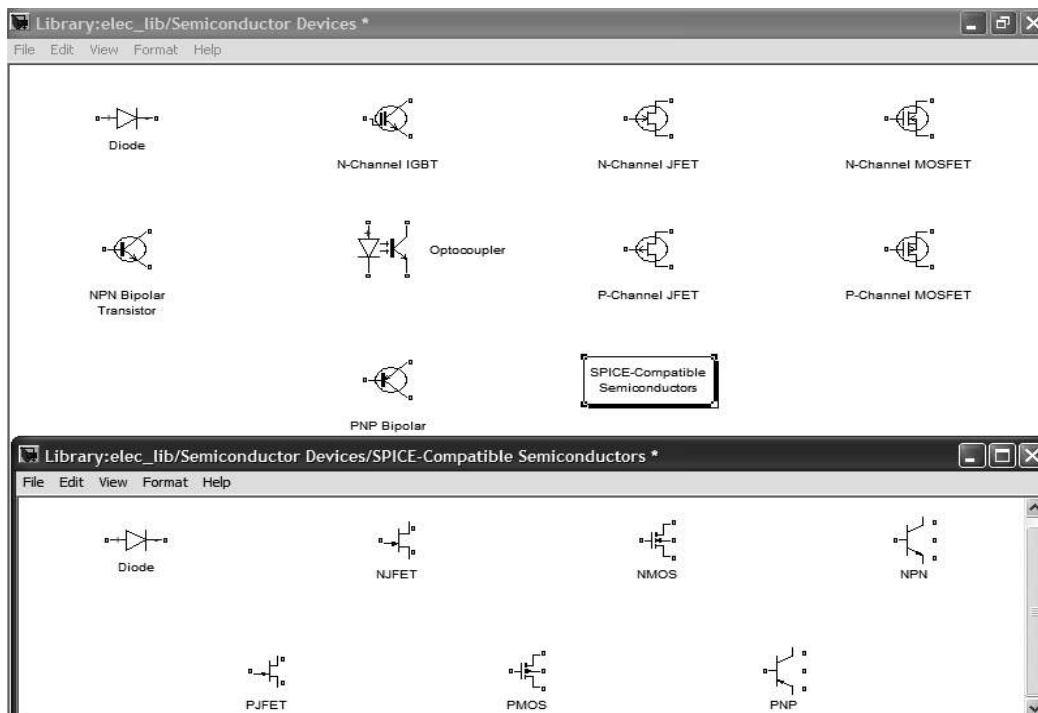 Library:elec_lib/Semiconductor Devices *
File Edit View Format Help
Diode
N-Channel IGBT
N-Channel JFET
N-Channel MOSFET
NPN Bipolar
Transistor
Optocoupler
P-Channel JFET
P-Channel MOSFET
PNP Bipolar
SPICE-Compatible
Semiconductors
Library:elec_lib/Semiconductor Devices/SPICE-Compatible Semiconductors *
File Edit View Format Help
Diode
NJFET
NMOS
NPN
PJFET
PMOS
PNP